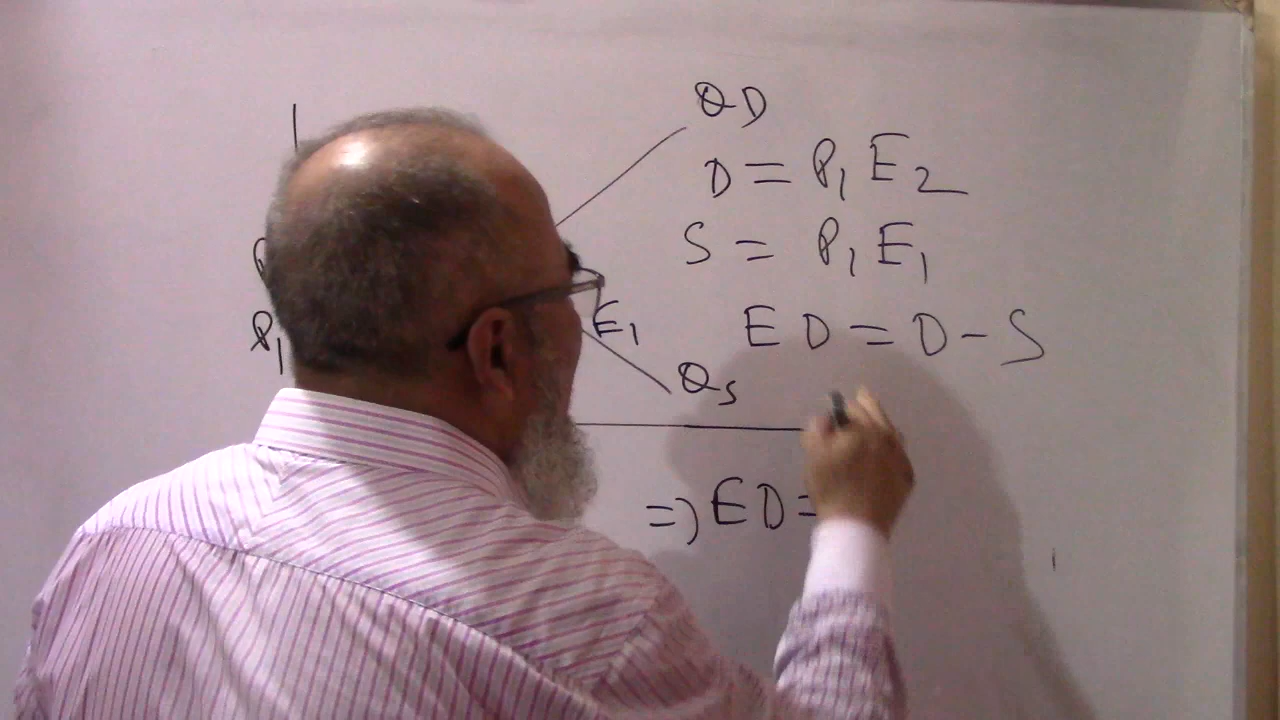 QD
D = P₁ E₂
S = P₁ E₁
P₁
E₁
ED = D - S
Qs
=> ED =